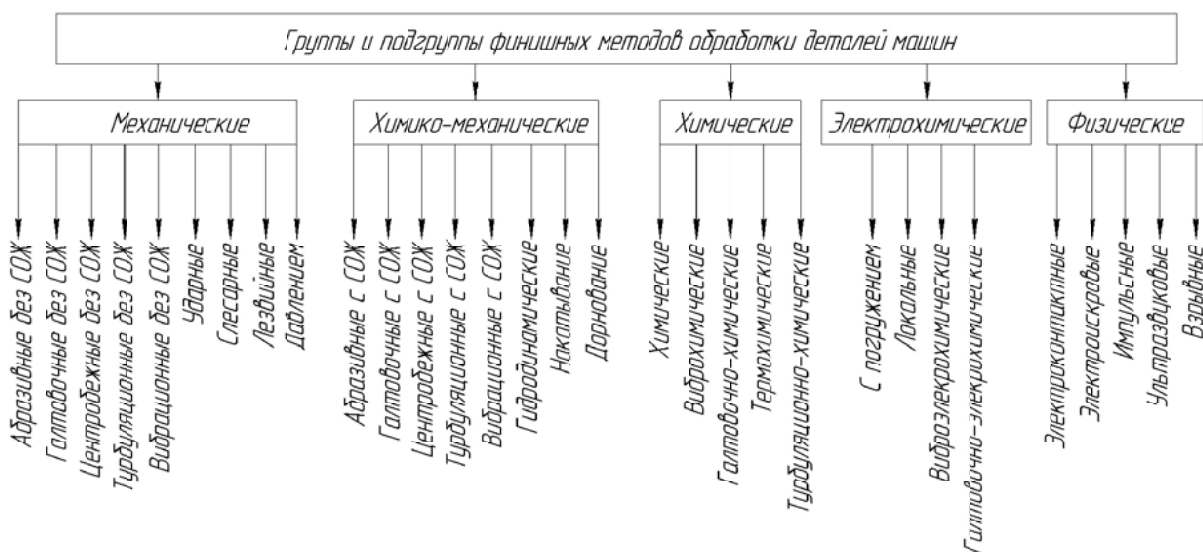 Группы и подгруппы финишных методов обработки деталей машин
Механические
Химико-механические
Химические
Электрохимические
Физические
Абразивные без СОЖ
Галтовочные без СОЖ
Центробежные без СОЖ
Турбуляционные без СОЖ
Вибрационные без СОЖ
Ударные
Слесарные
Лезвийные
Давлением
Абразивные с СОЖ
Галтовочные с СОЖ
Центробежные с СОЖ
Турбуляционные с СОЖ
Вибрационные с СОЖ
Гидродинамические
Накатывание
Дорнование
Химические
Виброхимические
Галтовочно-химические
Термохимические
Турбуляционно-химические
С погружением
Локальные
Виброэлекрохимические
Галтовочно-элекрохимические
Электроконтактные
Электроискровые
Импульсные
Ультразвуковые
Взрывные